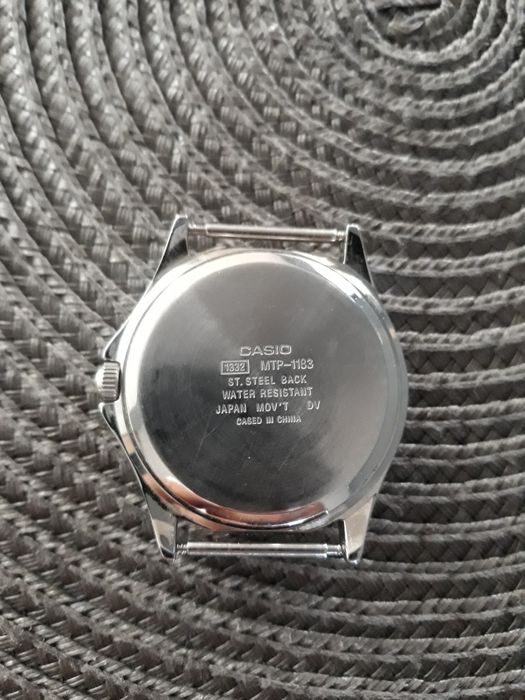 CASIO
1332 MTP-1183
ST. STEEL BACK
WATER RESISTANT
JAPAN MOV'T DV
CASED IN CHINA